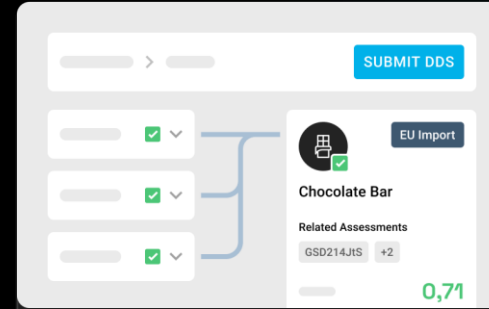 SUBMIT DDS
EU Import
Chocolate Bar
Related Assessments
GSD214JtS +2
0,71